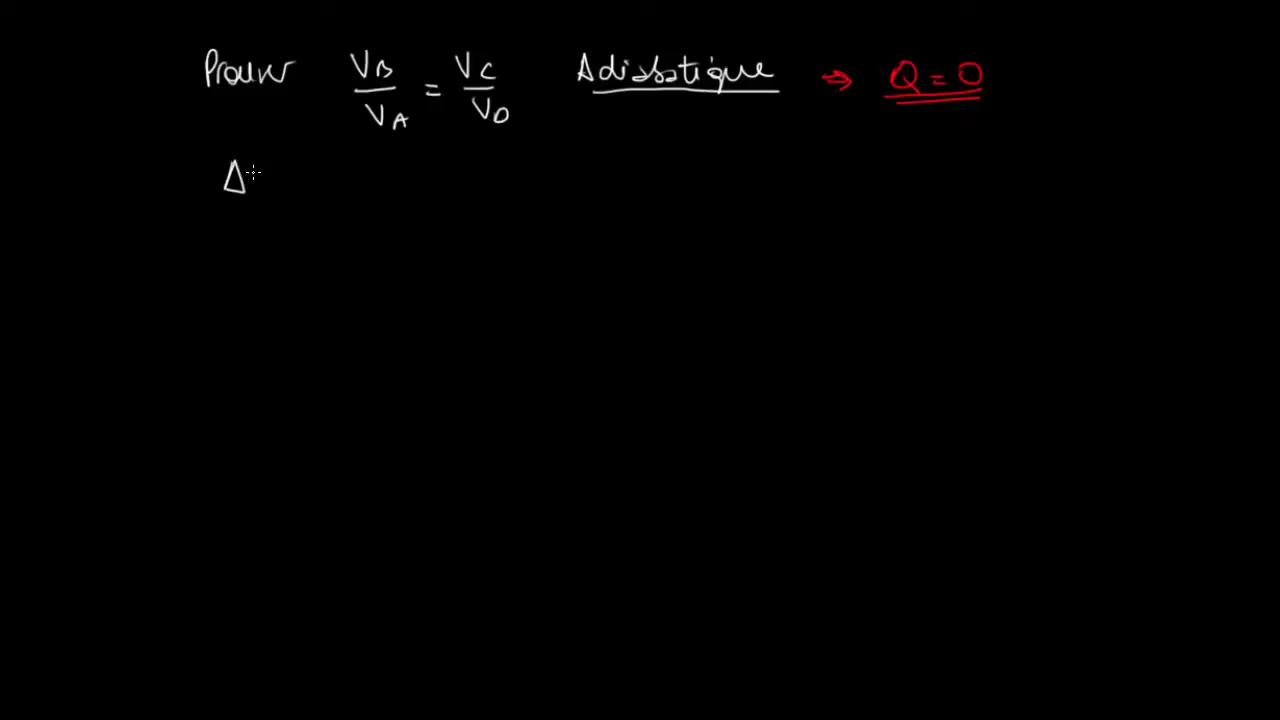 Prouver VB/VA = VC/VD Adiabatique ⇒ Q = 0
Δ